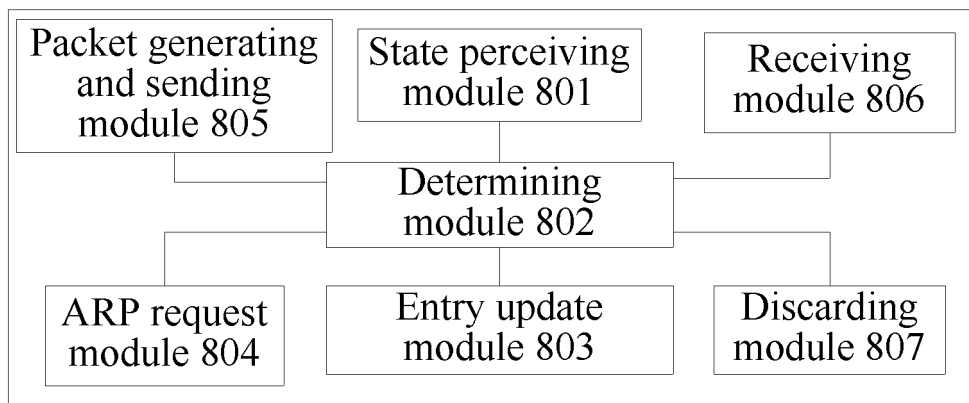 Packet generating
and sending
module 805
State perceiving
module 801
Receiving
module 806
Determining
module 802
ARP request
module 804
Entry update
module 803
Discarding
module 807